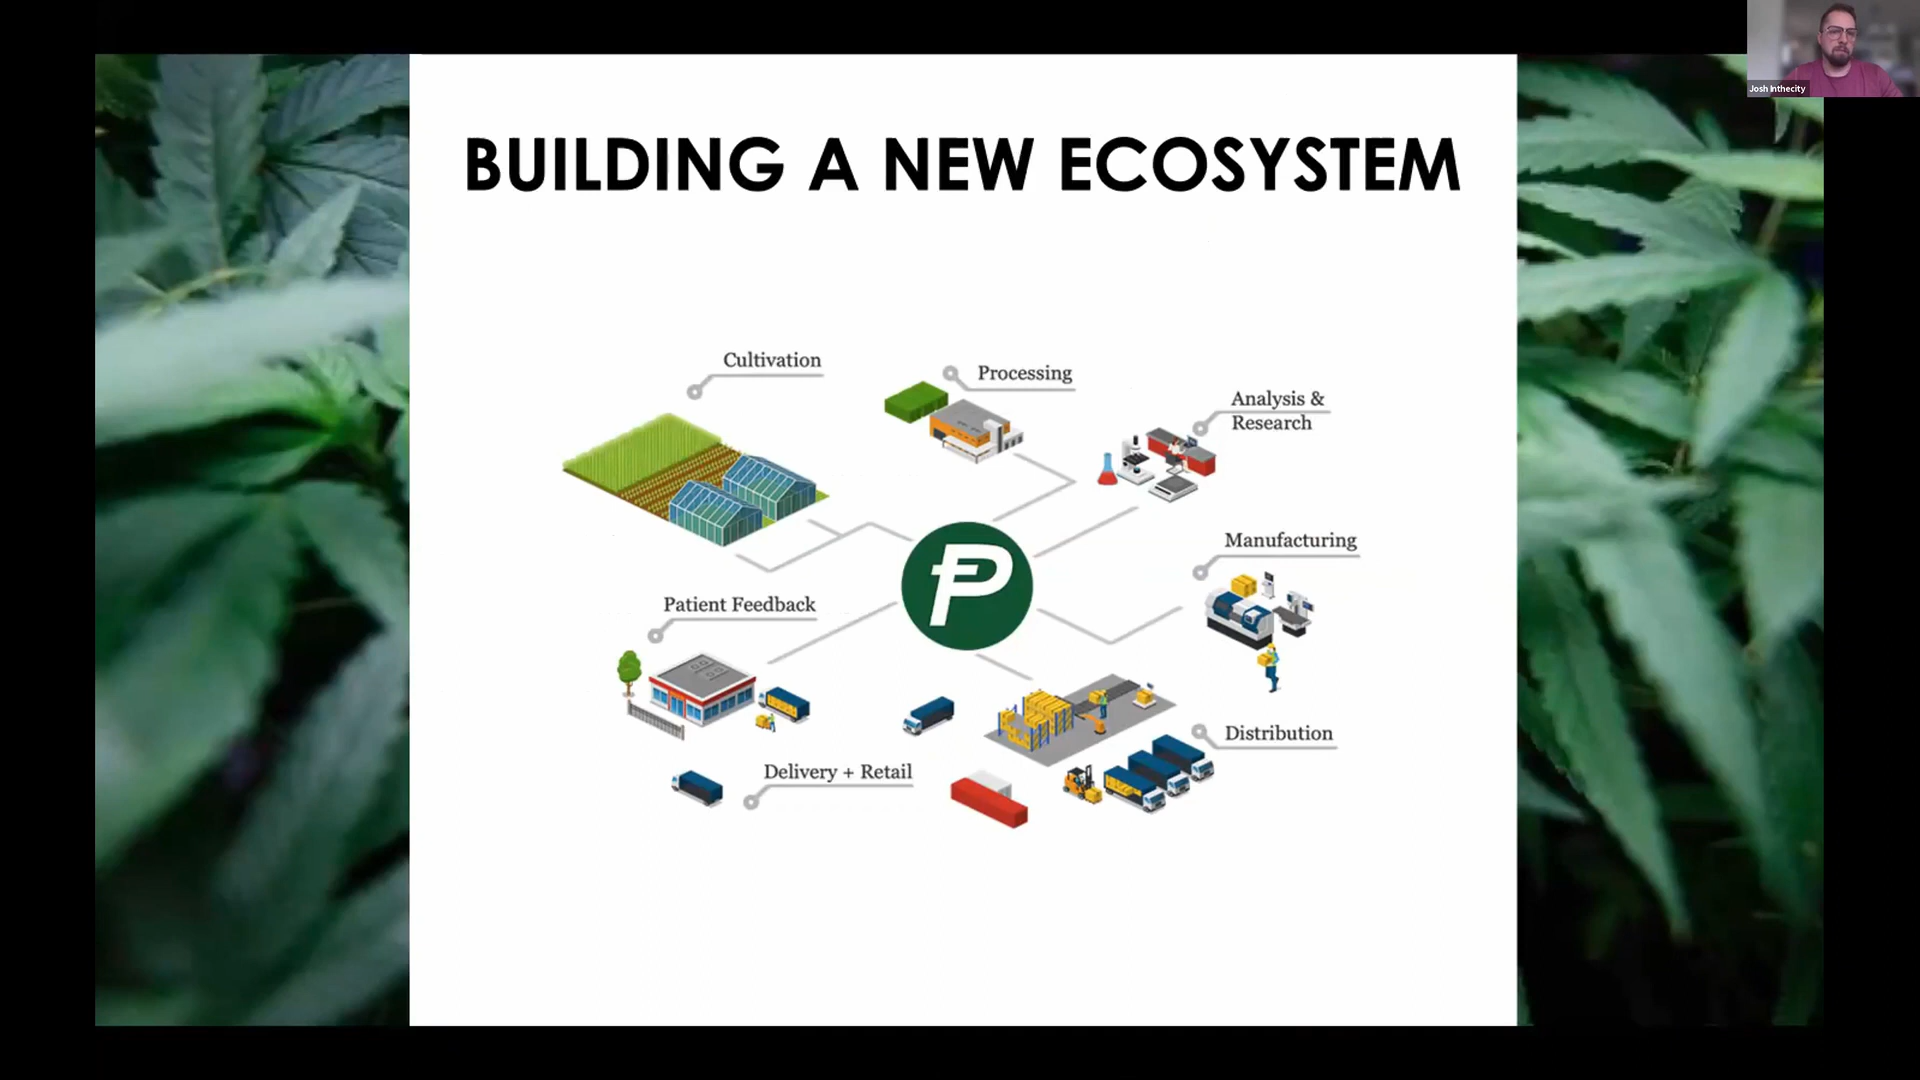 Josh Inthecity
BUILDING A NEW ECOSYSTEM
Cultivation
Processing
Analysis &
Research
Manufacturing
Patient Feedback
P
Distribution
Delivery + Retail